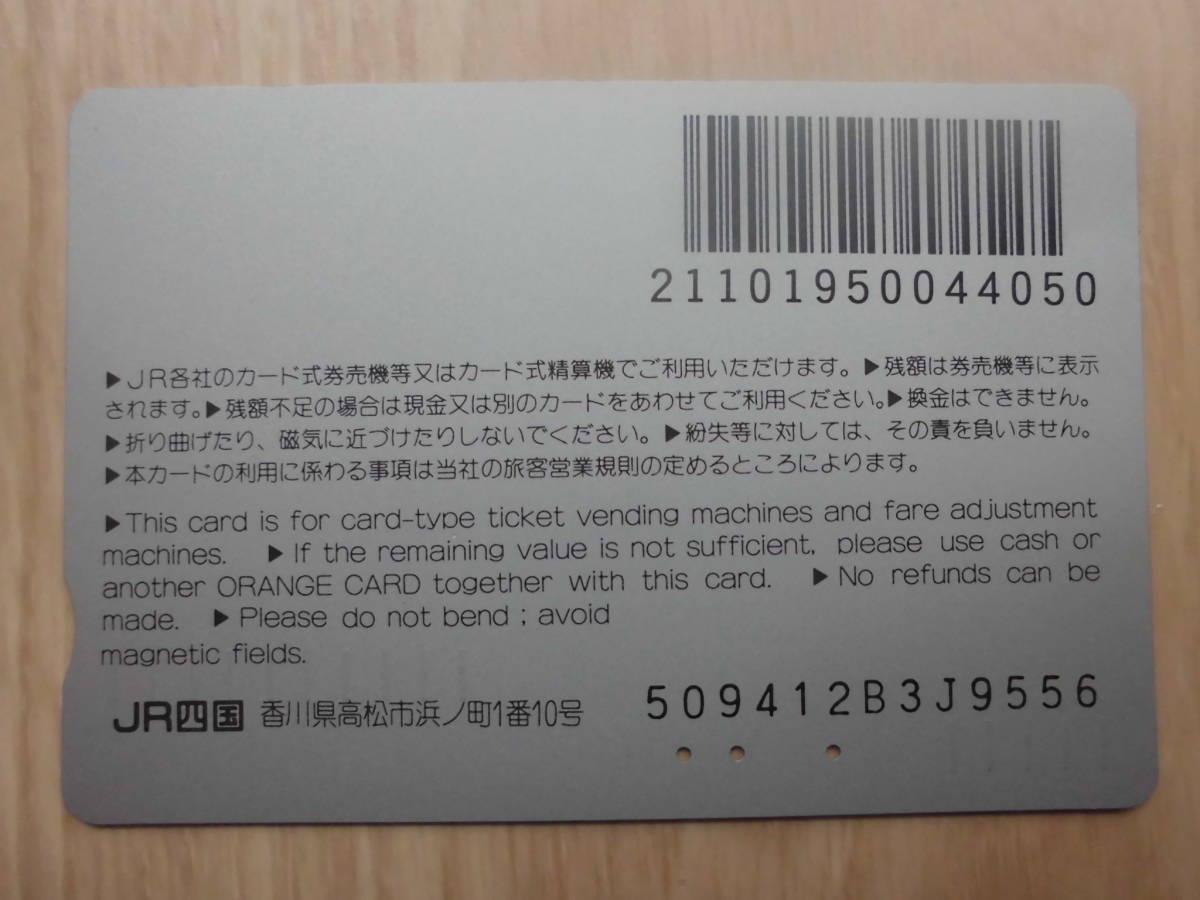 21101950044050
▶JR各社のカード式券売機等又はカード式精算機でご利用いただけます。▶残額は券売機等に表示
されます。▶残額不足の場合は現金又は別のカードをあわせてご利用ください。▶換金はできません。
▶折り曲げたり、磁気に近づけたりしないでください。▶紛失等に対しては、その責を負いません。
▶本カードの利用に係わる事項は当社の旅客営業規則の定めるところによります。
▶This card is for card-type ticket vending machines and fare adjustment
machines. ▶If the remaining value is not sufficient, please use cash or
another ORANGE CARD together with this card. ▶No refunds can be
made. ▶Please do not bend ; avoid
magnetic fields.
JR四国 香川県高松市浜ノ町1番10号
509412B3J9556